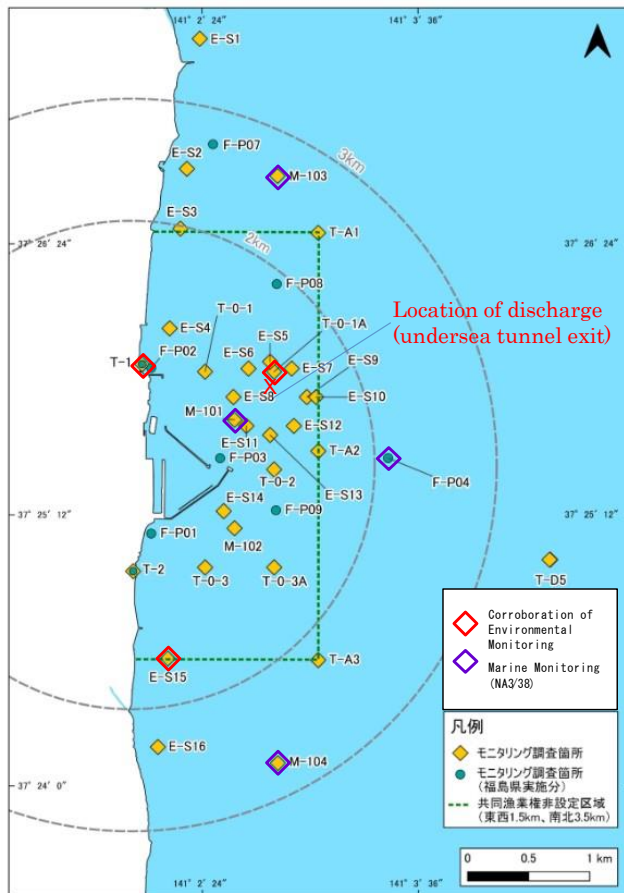 141° 2' 24"
141° 3' 36"
E-S1
F-P07
E-S2
M-103
3km
E-S3
T-A1
37° 26' 24"
37° 26' 24"
2km
F-P08
Location of discharge
(undersea tunnel exit)
T-0-1
T-0-1A
E-S4
E-S5
E-S9
F-P02
T-1
E-S6
E-S7
X
E-S8
E-S10
M-101
E-S12
E-S11
T-A2
F-P03
F-P04
T-0-2
E-S13
E-S14
37° 25' 12"
37° 25' 12"
F-P09
F-P01
M-102
T-2
T-0-3
T-0-3A
T-D5
Corroboration of
Environmental
Monitoring
Marine Monitoring
(NA3/38)
E-S15
T-A3
凡例
E-S16
モニタリング調査箇所
M-104
モニタリング調査箇所
(福島県実施分)
37° 24' 0"
共同漁業権非設定区域
(東西1.5km、南北3.5km)
0 0.5 1 km
141° 2' 24"
141° 3' 36"